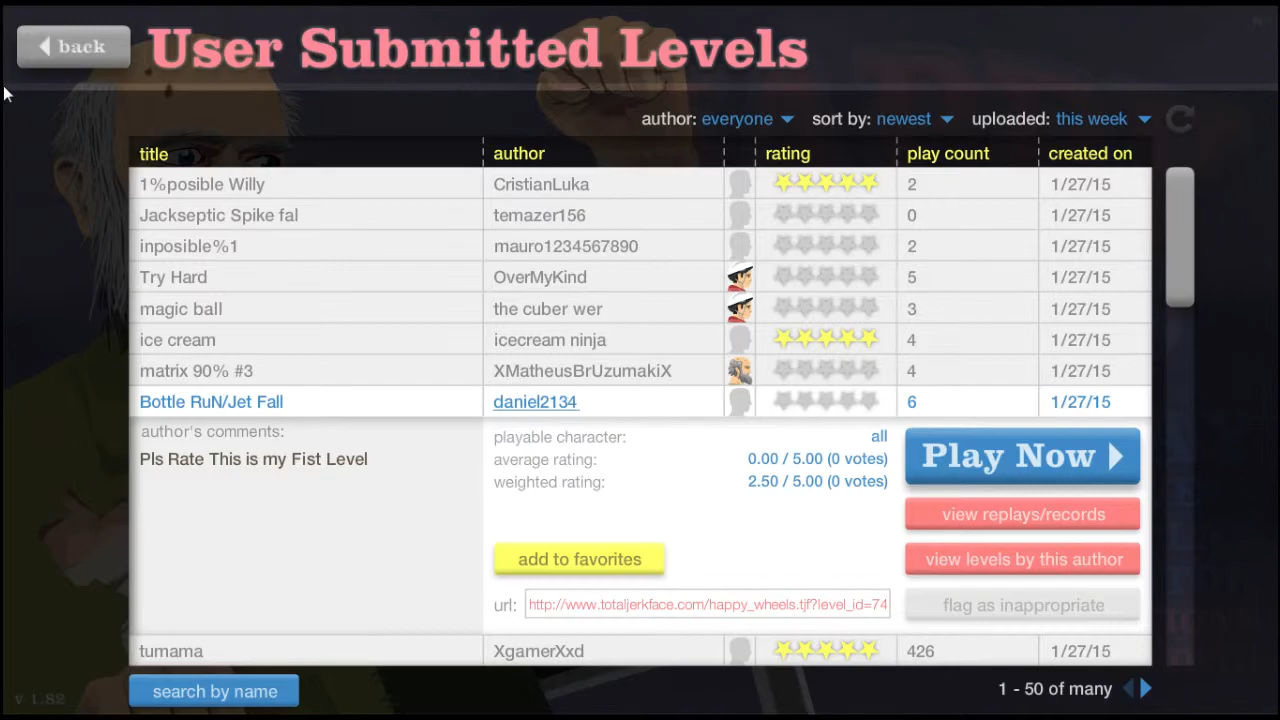 back
User Submitted Levels
author: everyone sort by: newest uploaded: this week
title author rating play count created on
1%posible Willy CristianLuka 2 1/27/15
Jackseptic Spike fal temazer156 0 1/27/15
inposible%1 mauro1234567890 2 1/27/15
Try Hard OverMyKind 5 1/27/15
magic ball the cuber wer 3 1/27/15
ice cream icecream ninja 4 1/27/15
matrix 90% #3 XMatheusBrUzumakiX 4 1/27/15
Bottle RuN/Jet Fall daniel2134 6 1/27/15
author's comments:
Pls Rate This is my Fist Level
playable character: all
average rating: 0.00 / 5.00 (0 votes)
weighted rating: 2.50 / 5.00 (0 votes)
add to favorites
url: http://www.totaljerkface.com/happy_wheels.tjf?level_id=74
Play Now
view replays/records
view levels by this author
flag as inappropriate
tumama XgamerXxd 426 1/27/15
v 1.82
search by name
1 - 50 of many